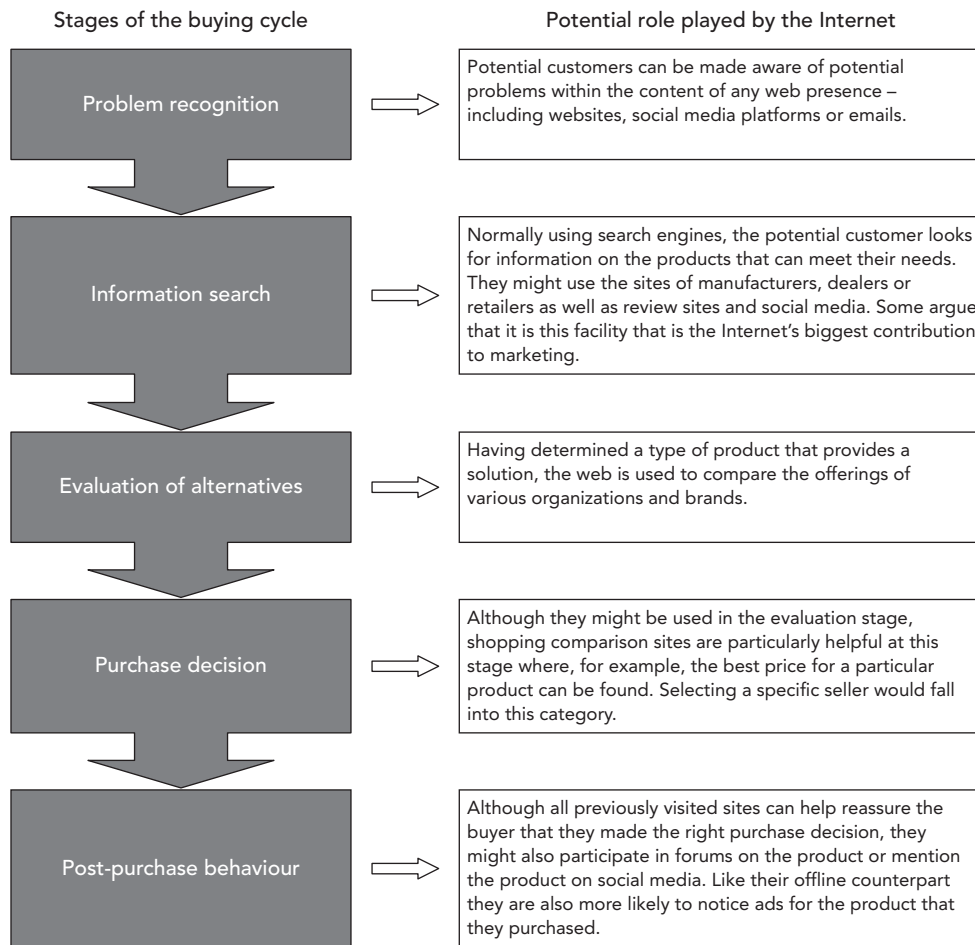 Stages of the buying cycle
Potential role played by the Internet
Problem recognition
Potential customers can be made aware of potential
problems within the content of any web presence –
including websites, social media platforms or emails.
Information search
Normally using search engines, the potential customer looks
for information on the products that can meet their needs.
They might use the sites of manufacturers, dealers or
retailers as well as review sites and social media. Some argue
that it is this facility that is the Internet's biggest contribution
to marketing.
Evaluation of alternatives
Having determined a type of product that provides a
solution, the web is used to compare the offerings of
various organizations and brands.
Purchase decision
Although they might be used in the evaluation stage,
shopping comparison sites are particularly helpful at this
stage where, for example, the best price for a particular
product can be found. Selecting a specific seller would fall
into this category.
Post-purchase behaviour
Although all previously visited sites can help reassure the
buyer that they made the right purchase decision, they
might also participate in forums on the product or mention
the product on social media. Like their offline counterpart
they are also more likely to notice ads for the product that
they purchased.